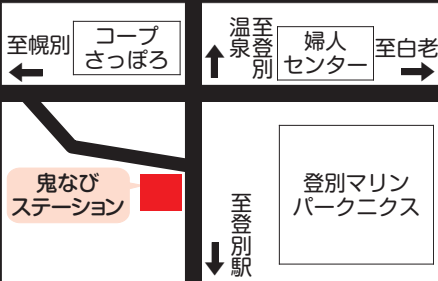 至幌別
コープ
さっぽろ
至登別
温泉
婦人
センター
至白老
鬼なび
ステーション
至登別駅
登別マリン
パークニクス